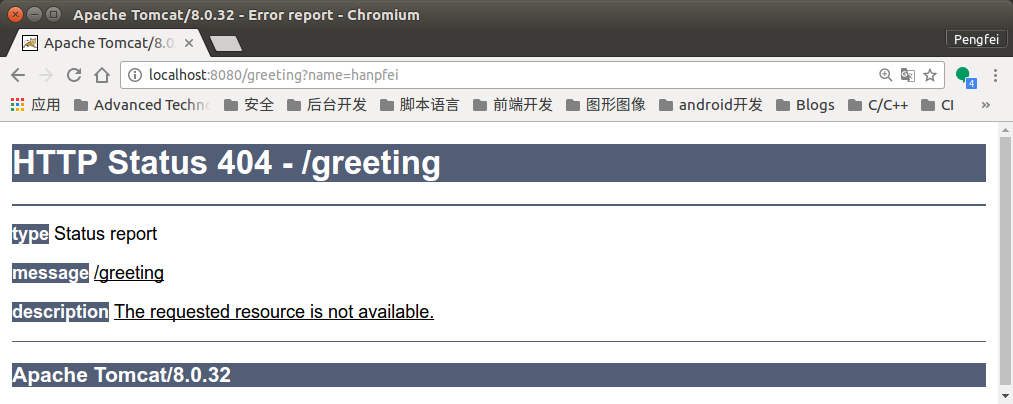 Apache Tomcat/8.0.32 - Error report - Chromium
Apache Tomcat/8.0
Pengfei
localhost:8080/greeting?name=hanpfei
4
应用 Advanced Techno 安全 后台开发 脚本语言 前端开发 图形图像 android开发 Blogs C/C++ CI »
HTTP Status 404 - /greeting
type Status report
message /greeting
description The requested resource is not available.
Apache Tomcat/8.0.32